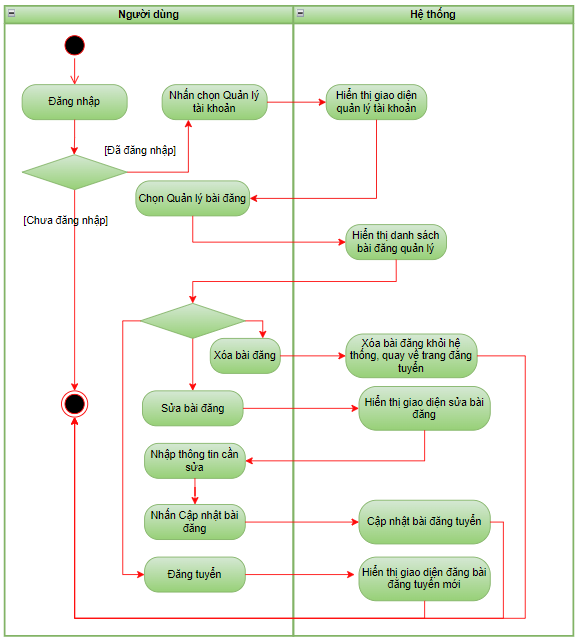 Người dùng
Hệ thống
Đăng nhập
Nhấn chọn Quản lý
tài khoản
Hiển thị giao diện
quản lý tài khoản
[Đã đăng nhập]
Chọn Quản lý bài đăng
[Chưa đăng nhập]
Hiển thị danh sách
bài đăng quản lý
Xóa bài đăng
Xóa bài đăng khỏi hệ
thống, quay về trang đăng
tuyển
Sửa bài đăng
Hiển thị giao diện sửa bài
đăng
Nhập thông tin cần
sửa
Nhấn Cập nhật bài
đăng
Cập nhật bài đăng tuyển
Đăng tuyển
Hiển thị giao diện đăng bài
đăng tuyển mới